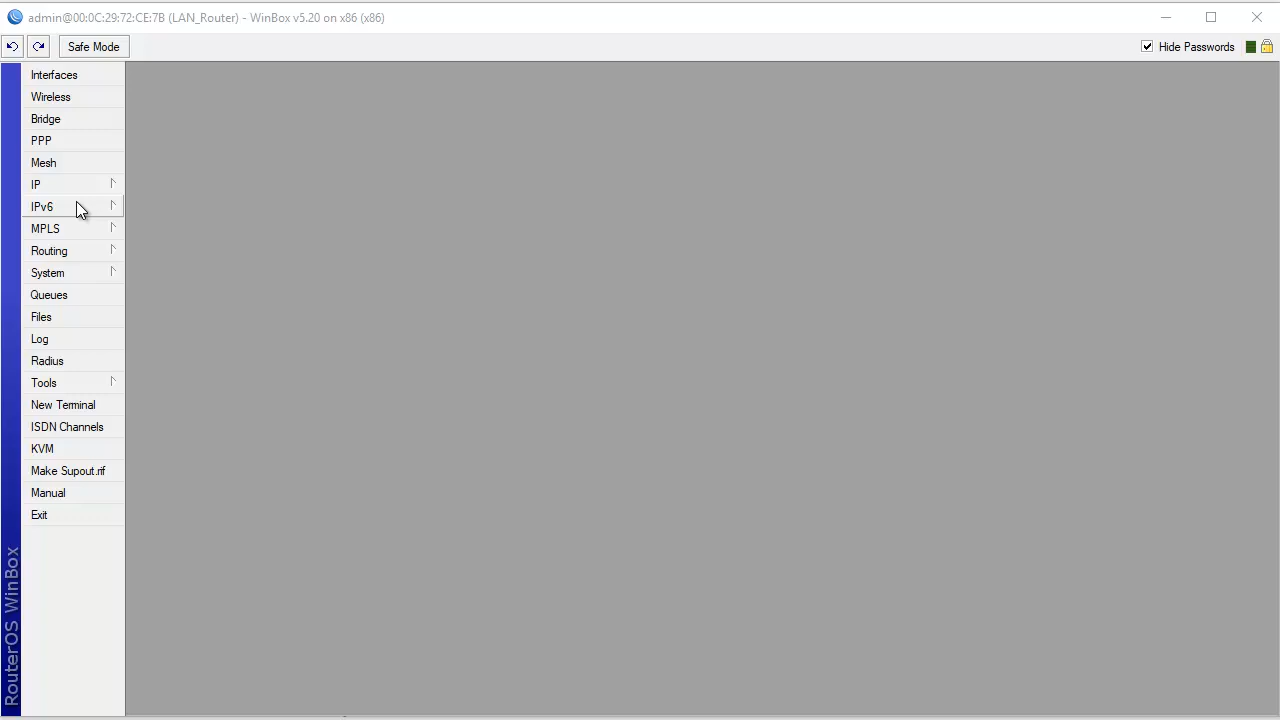 admin@00:0C:29:72:CE:7B (LAN_Router) - WinBox v5.20 on x86 (x86)
Safe Mode
Hide Passwords
Interfaces
Wireless
Bridge
PPP
Mesh
IP
IPv6
MPLS
Routing
System
Queues
Files
Log
Radius
Tools
New Terminal
ISDN Channels
KVM
Make Supout.rif
Manual
Exit
RouterOS WinBox